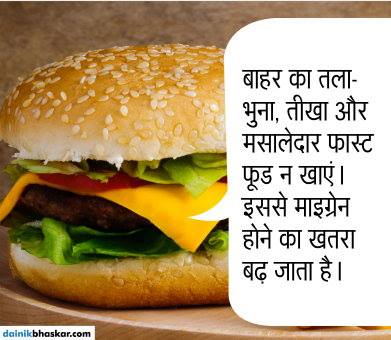 बाहर का तला-
भुना, तीखा और
मसालेदार फास्ट
फूड न खाएं।
इससे माइग्रेन
होने का खतरा
बढ़ जाता है।
dainikbhaskar.com